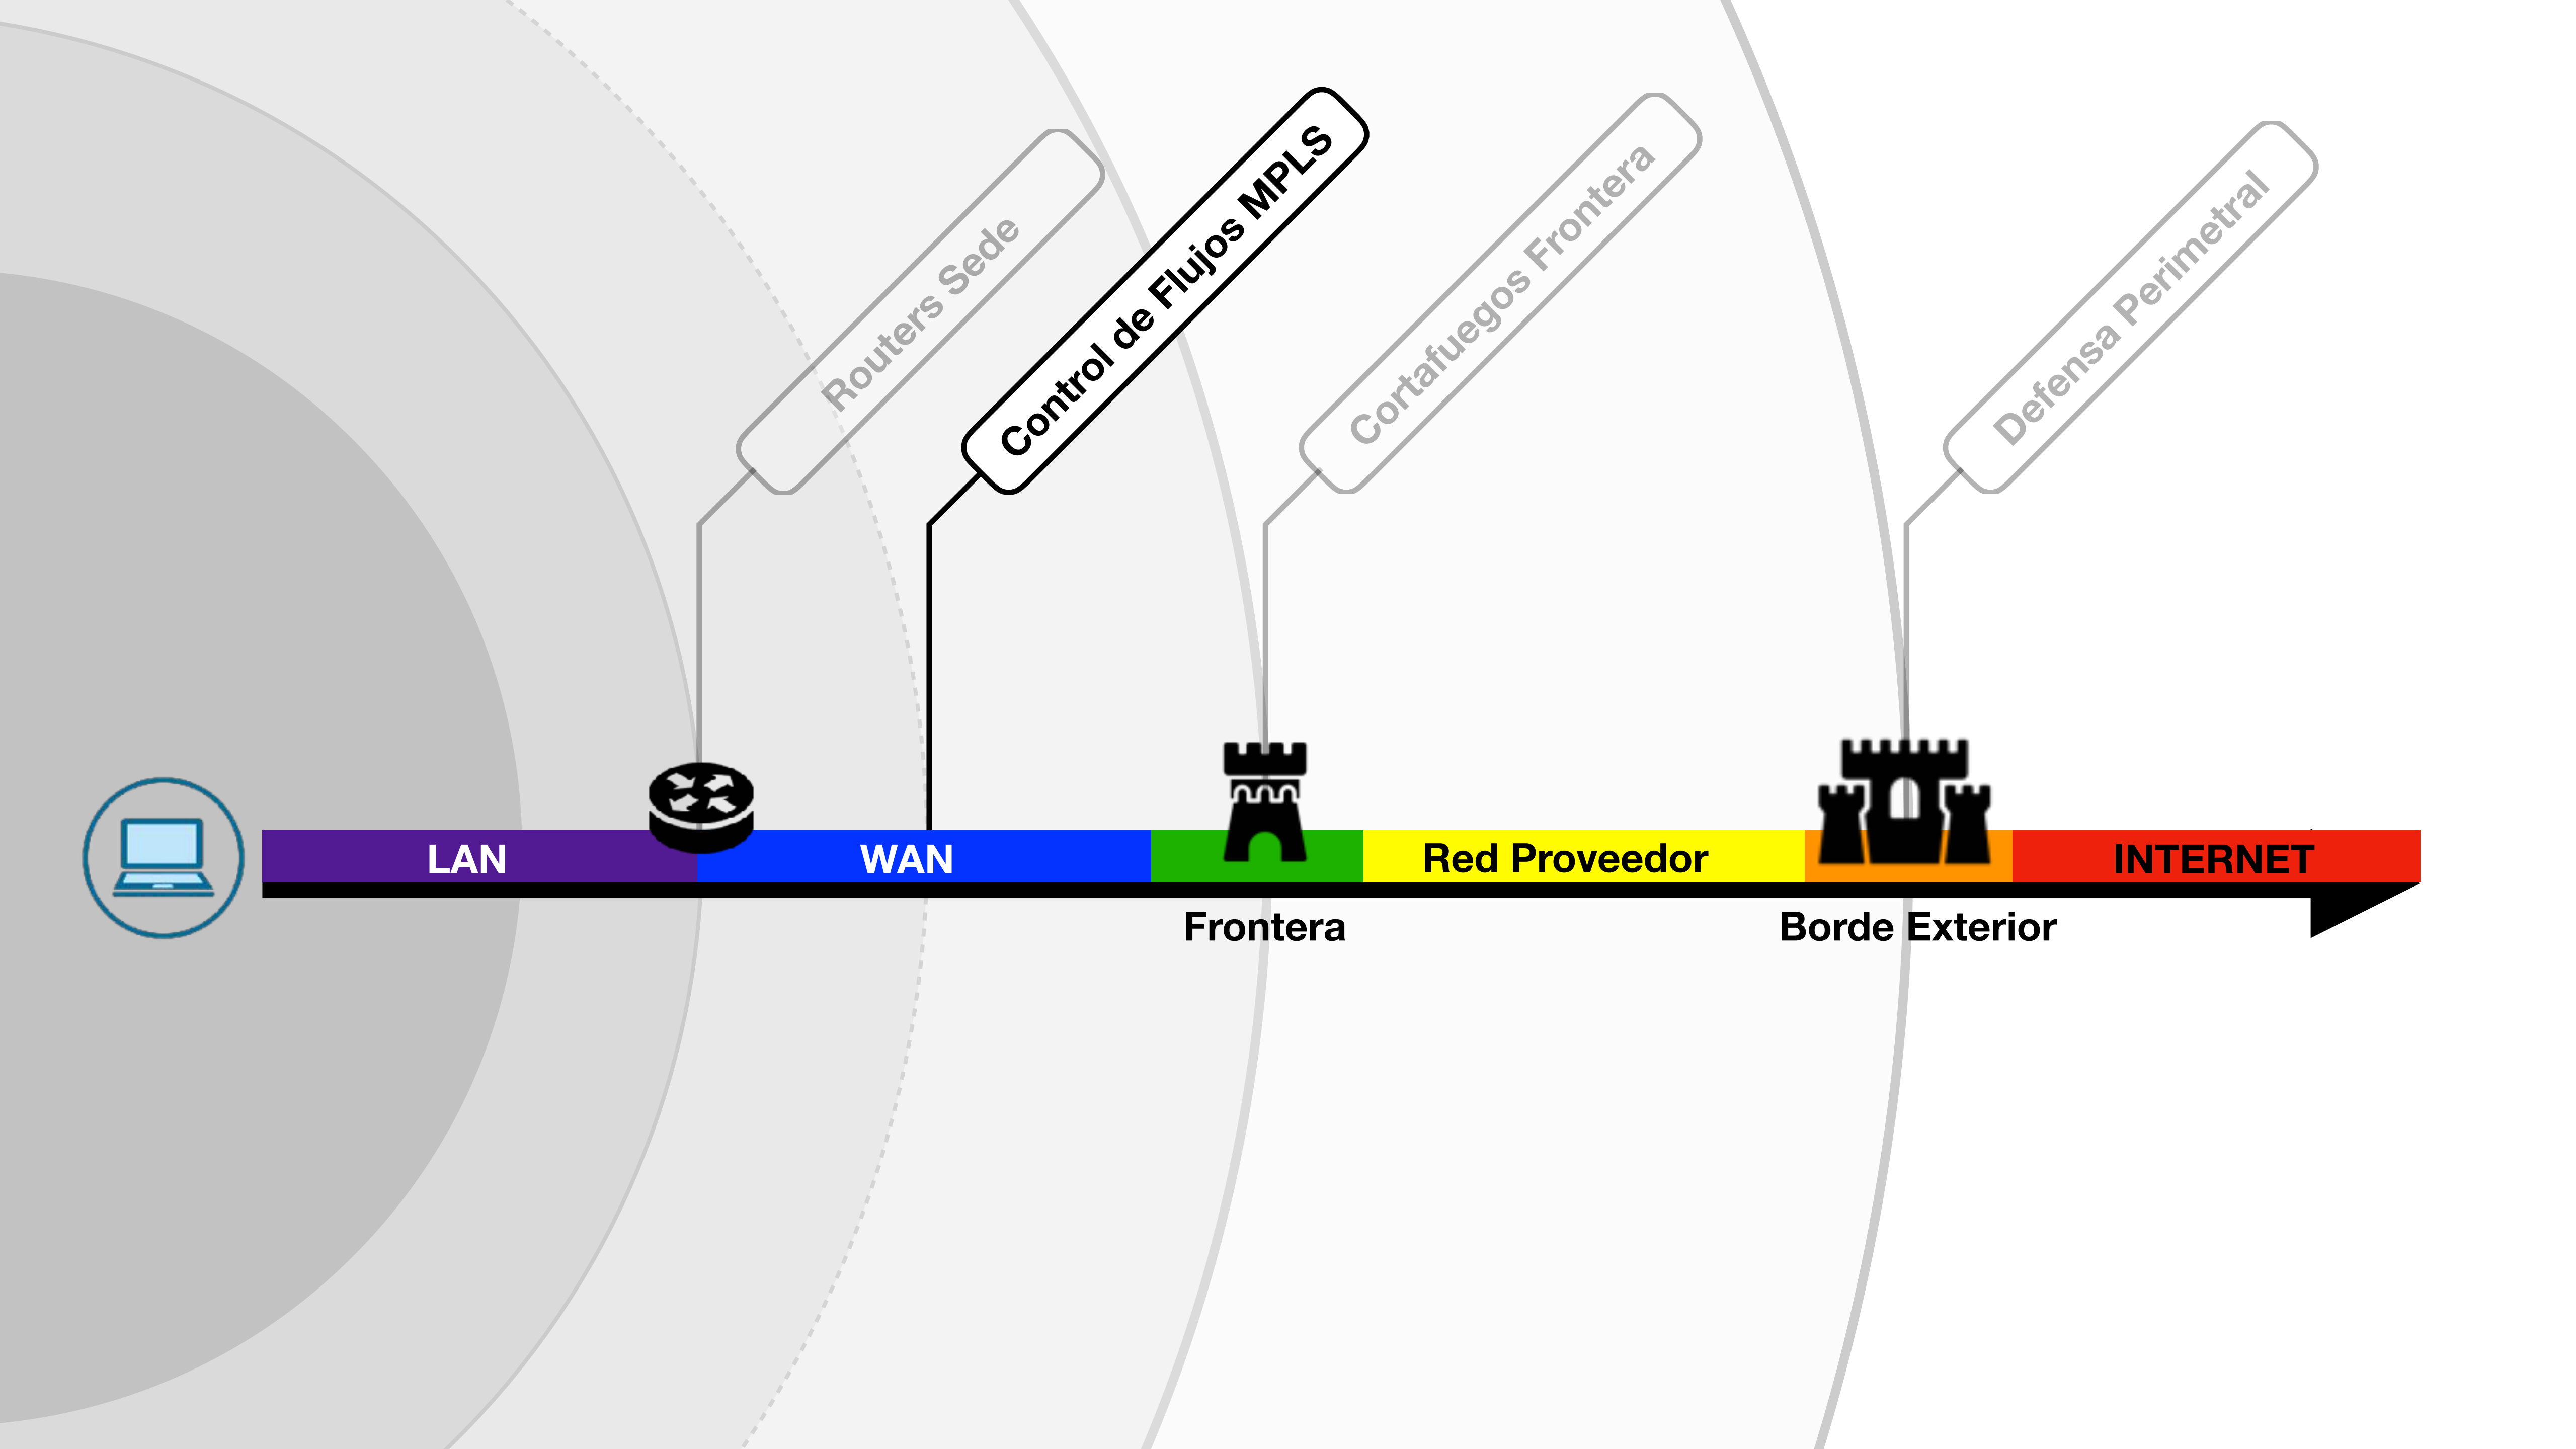 Routers Sede
Control de Flujos MPLS
Cortafuegos Frontera
Defensa Perimetral
LAN
WAN
Red Proveedor
INTERNET
Frontera
Borde Exterior